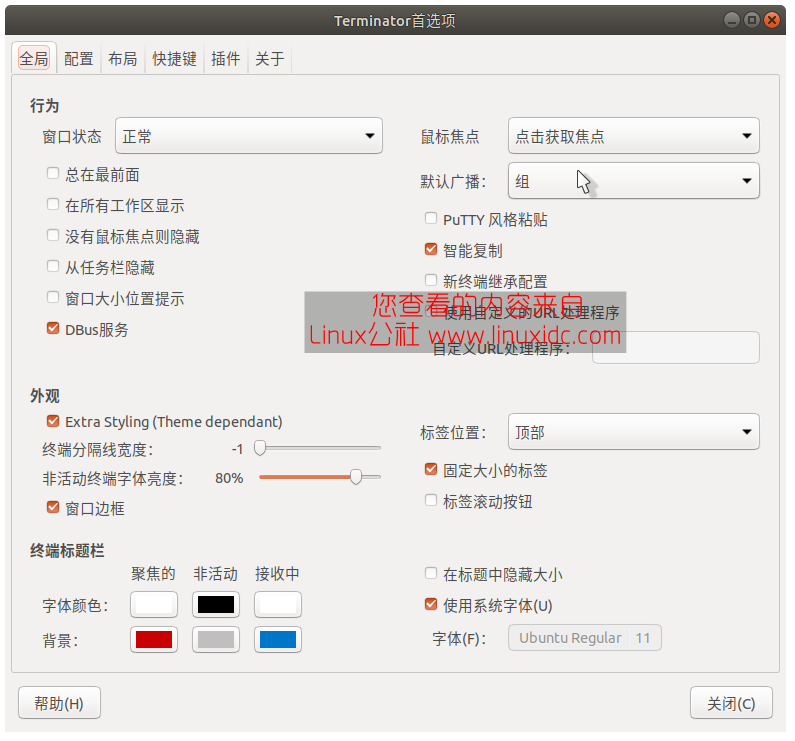 Terminator首选项
全局 配置 布局 快捷键 插件 关于
行为
窗口状态 正常
总在最前面
在所有工作区显示
没有鼠标焦点则隐藏
从任务栏隐藏
窗口大小位置提示
DBus服务
鼠标焦点 点击获取焦点
默认广播： 组
PuTTY 风格粘贴
智能复制
新终端继承配置
使用自定义的URL处理程序
自定义URL处理程序：
您查看的内容来自
Linux公社 www.linuxidc.com
外观
Extra Styling (Theme dependant)
终端分隔线宽度： -1
非活动终端字体亮度： 80%
窗口边框
标签位置： 顶部
固定大小的标签
标签滚动按钮
终端标题栏
聚焦的 非活动 接收中
字体颜色：
背景：
在标题中隐藏大小
使用系统字体(U)
字体(F)： Ubuntu Regular 11
帮助(H) 关闭(C)